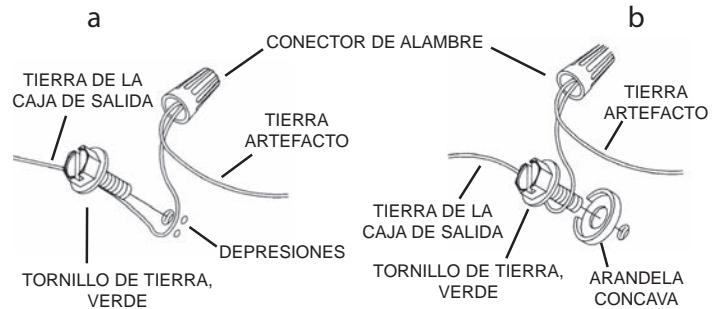 a
b
CONECTOR DE ALAMBRE
TIERRA DE LA
CAJA DE SALIDA
TIERRA
ARTEFACTO
DEPRESIONES
TORNILLO DE TIERRA,
VERDE
TIERRA
ARTEFACTO
TIERRA DE LA
CAJA DE SALIDA
TORNILLO DE TIERRA,
VERDE
ARANDELA
CONCAVA